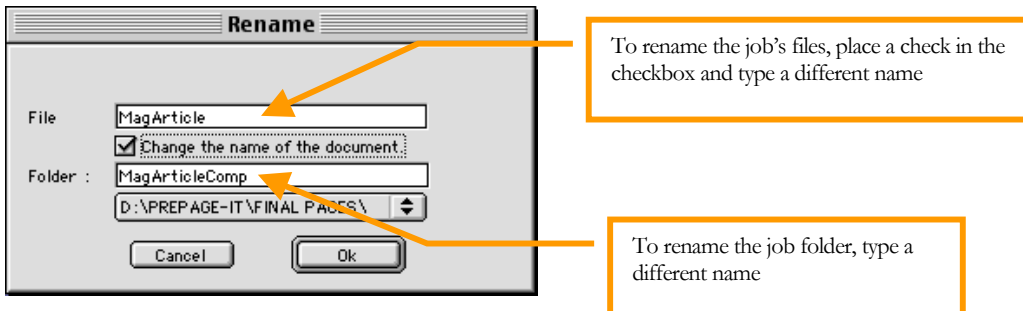 Rename
To rename the job’s files, place a check in the
checkbox and type a different name
File
MagArticle
Change the name of the document.
Folder :
MagArticleComp
D:\PREPAGE-IT\FINAL PAGES\
Cancel
Ok
To rename the job folder, type a
different name